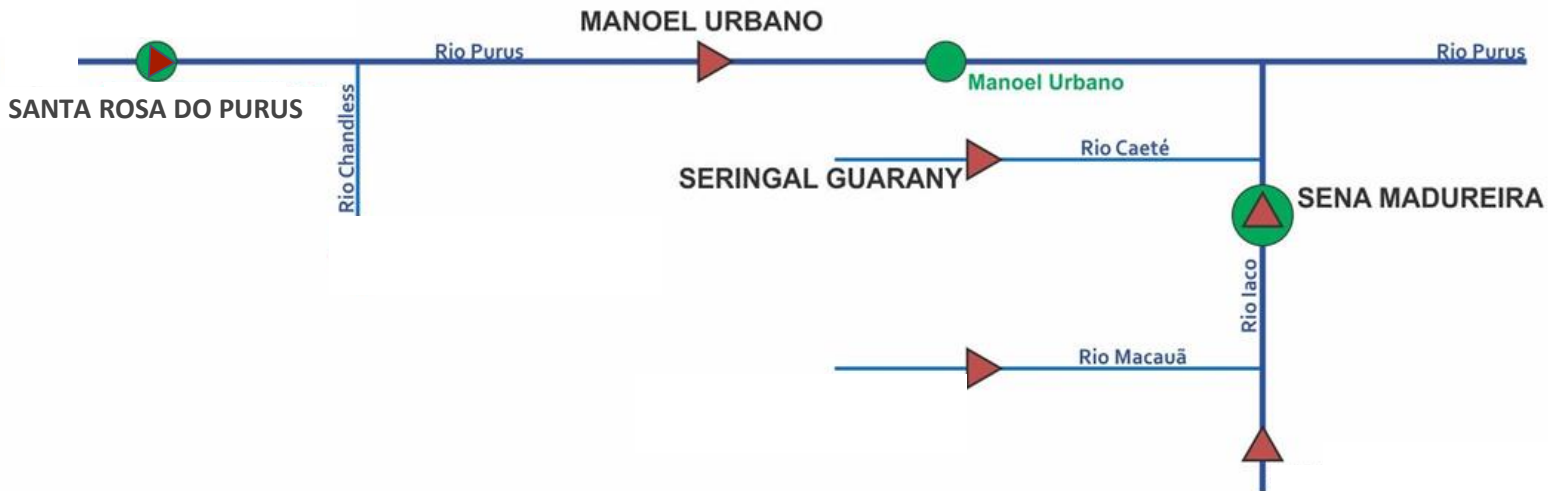 MANOEL URBANO
Rio Purus
Rio Purus
Manoel Urbano
SANTA ROSA DO PURUS
Rio Chandless
Rio Caeté
SERINGAL GUARANY
SENA MADUREIRA
Rio Iaco
Rio Macauã